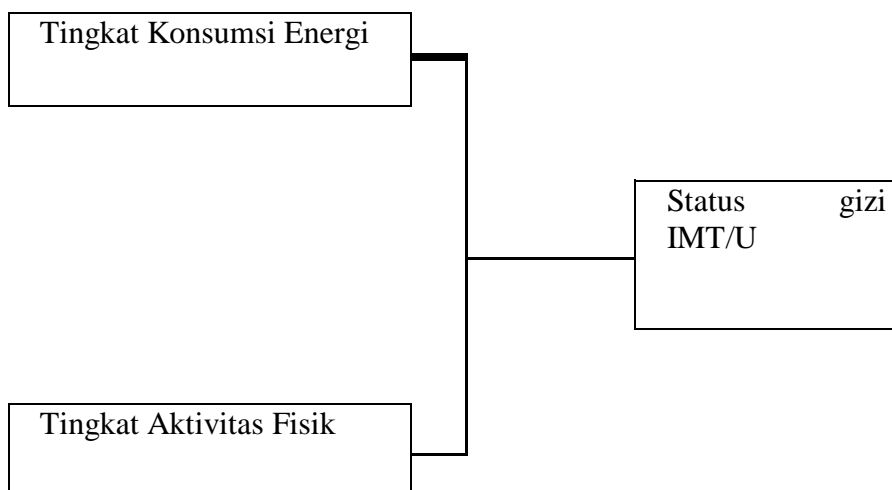 Tingkat Konsumsi Energi
Status gizi
IMT/U
Tingkat Aktivitas Fisik